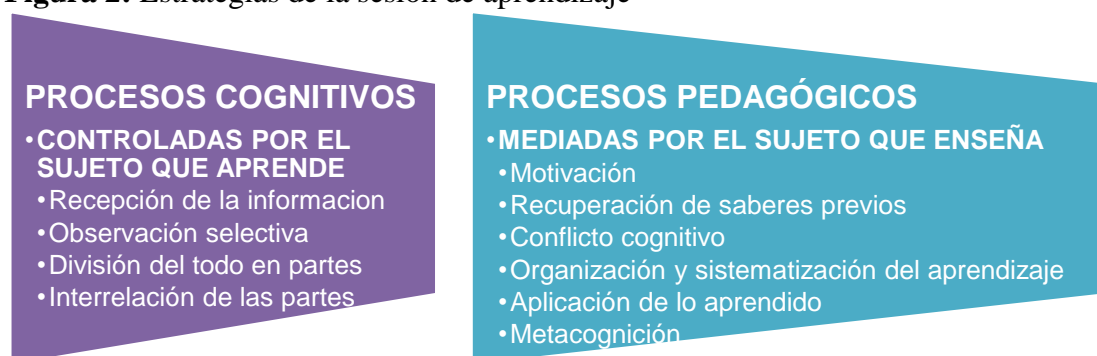 Figura 2: Estrategias de la sesión de aprendizaje
PROCESOS COGNITIVOS
•CONTROLADAS POR EL
SUJETO QUE APRENDE
•Recepción de la informacion
•Observación selectiva
•División del todo en partes
•Interrelación de las partes
PROCESOS PEDAGÓGICOS
•MEDIADAS POR EL SUJETO QUE ENSEÑA
•Motivación
•Recuperación de saberes previos
•Conflicto cognitivo
•Organización y sistematización del aprendizaje
•Aplicación de lo aprendido
•Metacognición